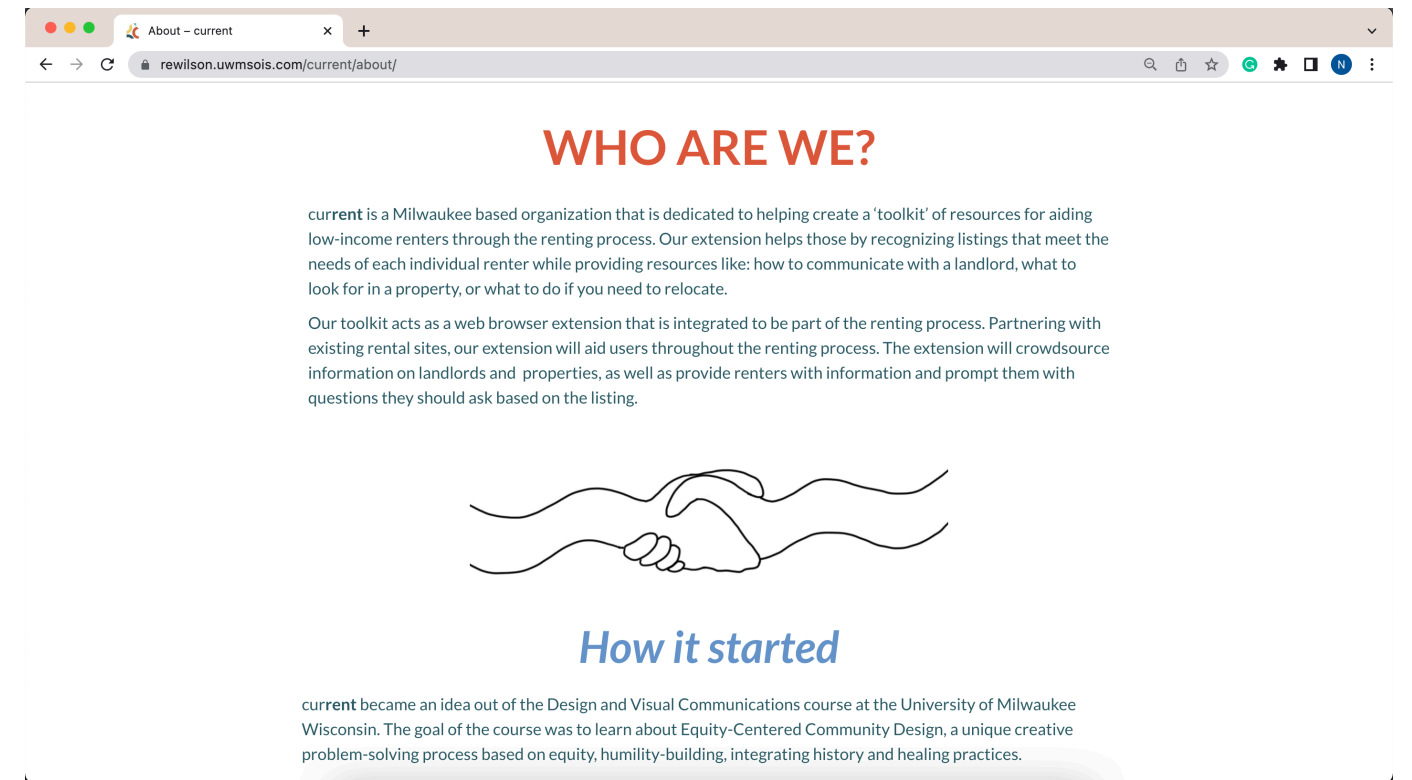 About – current
rewilson.uwmsois.com/current/about/
N
WHO ARE WE?
current is a Milwaukee based organization that is dedicated to helping create a ‘toolkit’ of resources for aiding
low-income renters through the renting process. Our extension helps those by recognizing listings that meet the
needs of each individual renter while providing resources like: how to communicate with a landlord, what to
look for in a property, or what to do if you need to relocate.
Our toolkit acts as a web browser extension that is integrated to be part of the renting process. Partnering with
existing rental sites, our extension will aid users throughout the renting process. The extension will crowdsource
information on landlords and  properties, as well as provide renters with information and prompt them with
questions they should ask based on the listing.
How it started
current became an idea out of the Design and Visual Communications course at the University of Milwaukee
Wisconsin. The goal of the course was to learn about Equity-Centered Community Design, a unique creative
problem-solving process based on equity, humility-building, integrating history and healing practices.